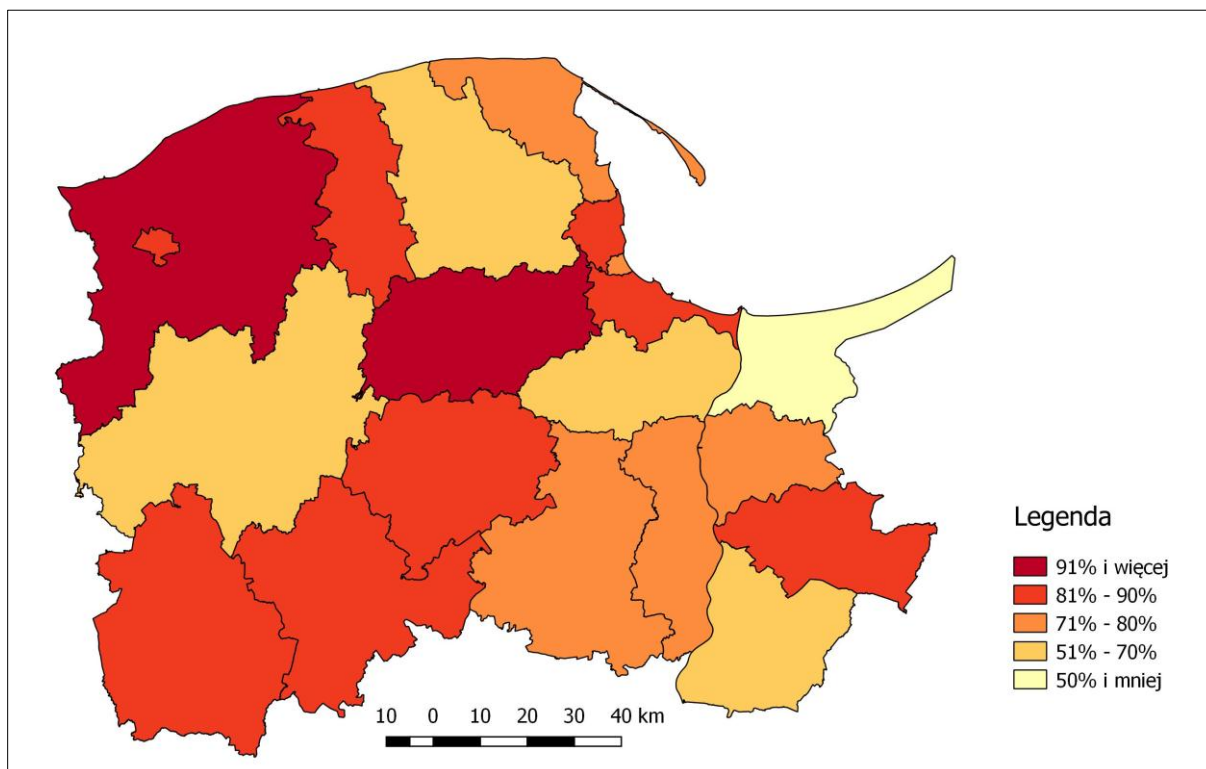 Legenda
91% i więcej
81% - 90%
71% - 80%
51% - 70%
50% i mniej
10 0 10 20 30 40 km